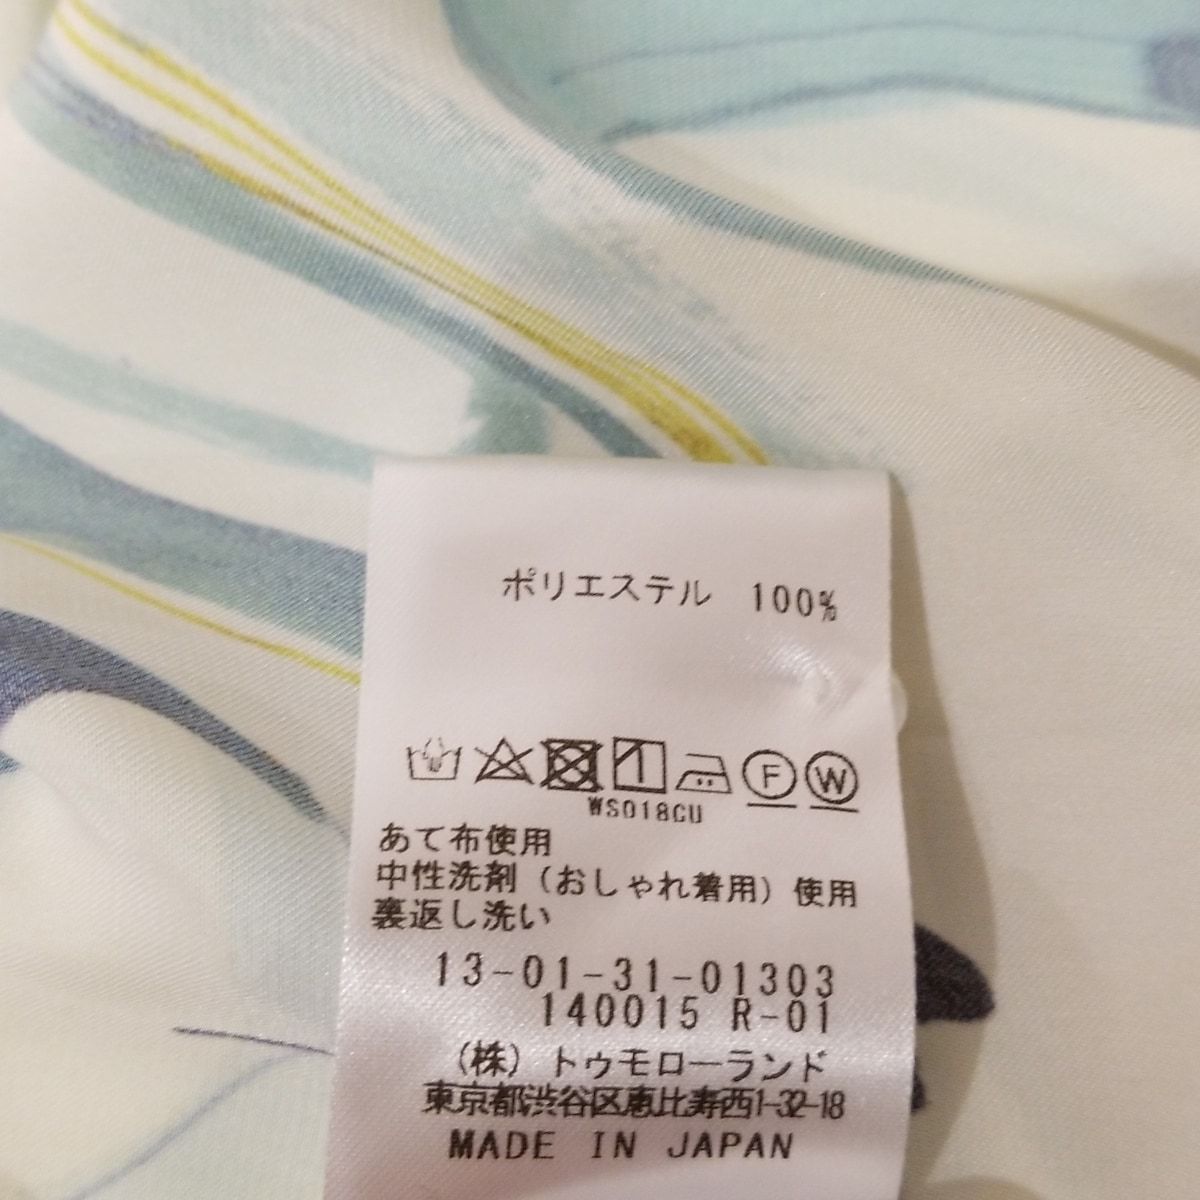 ポリエステル 100%
F W
WS018CU
あて布使用
中性洗剤（おしゃれ着用）使用
裏返し洗い
13-01-31-01303
140015 R-01
（株）トゥモローランド
東京都渋谷区恵比寿西1-32-18
MADE IN JAPAN